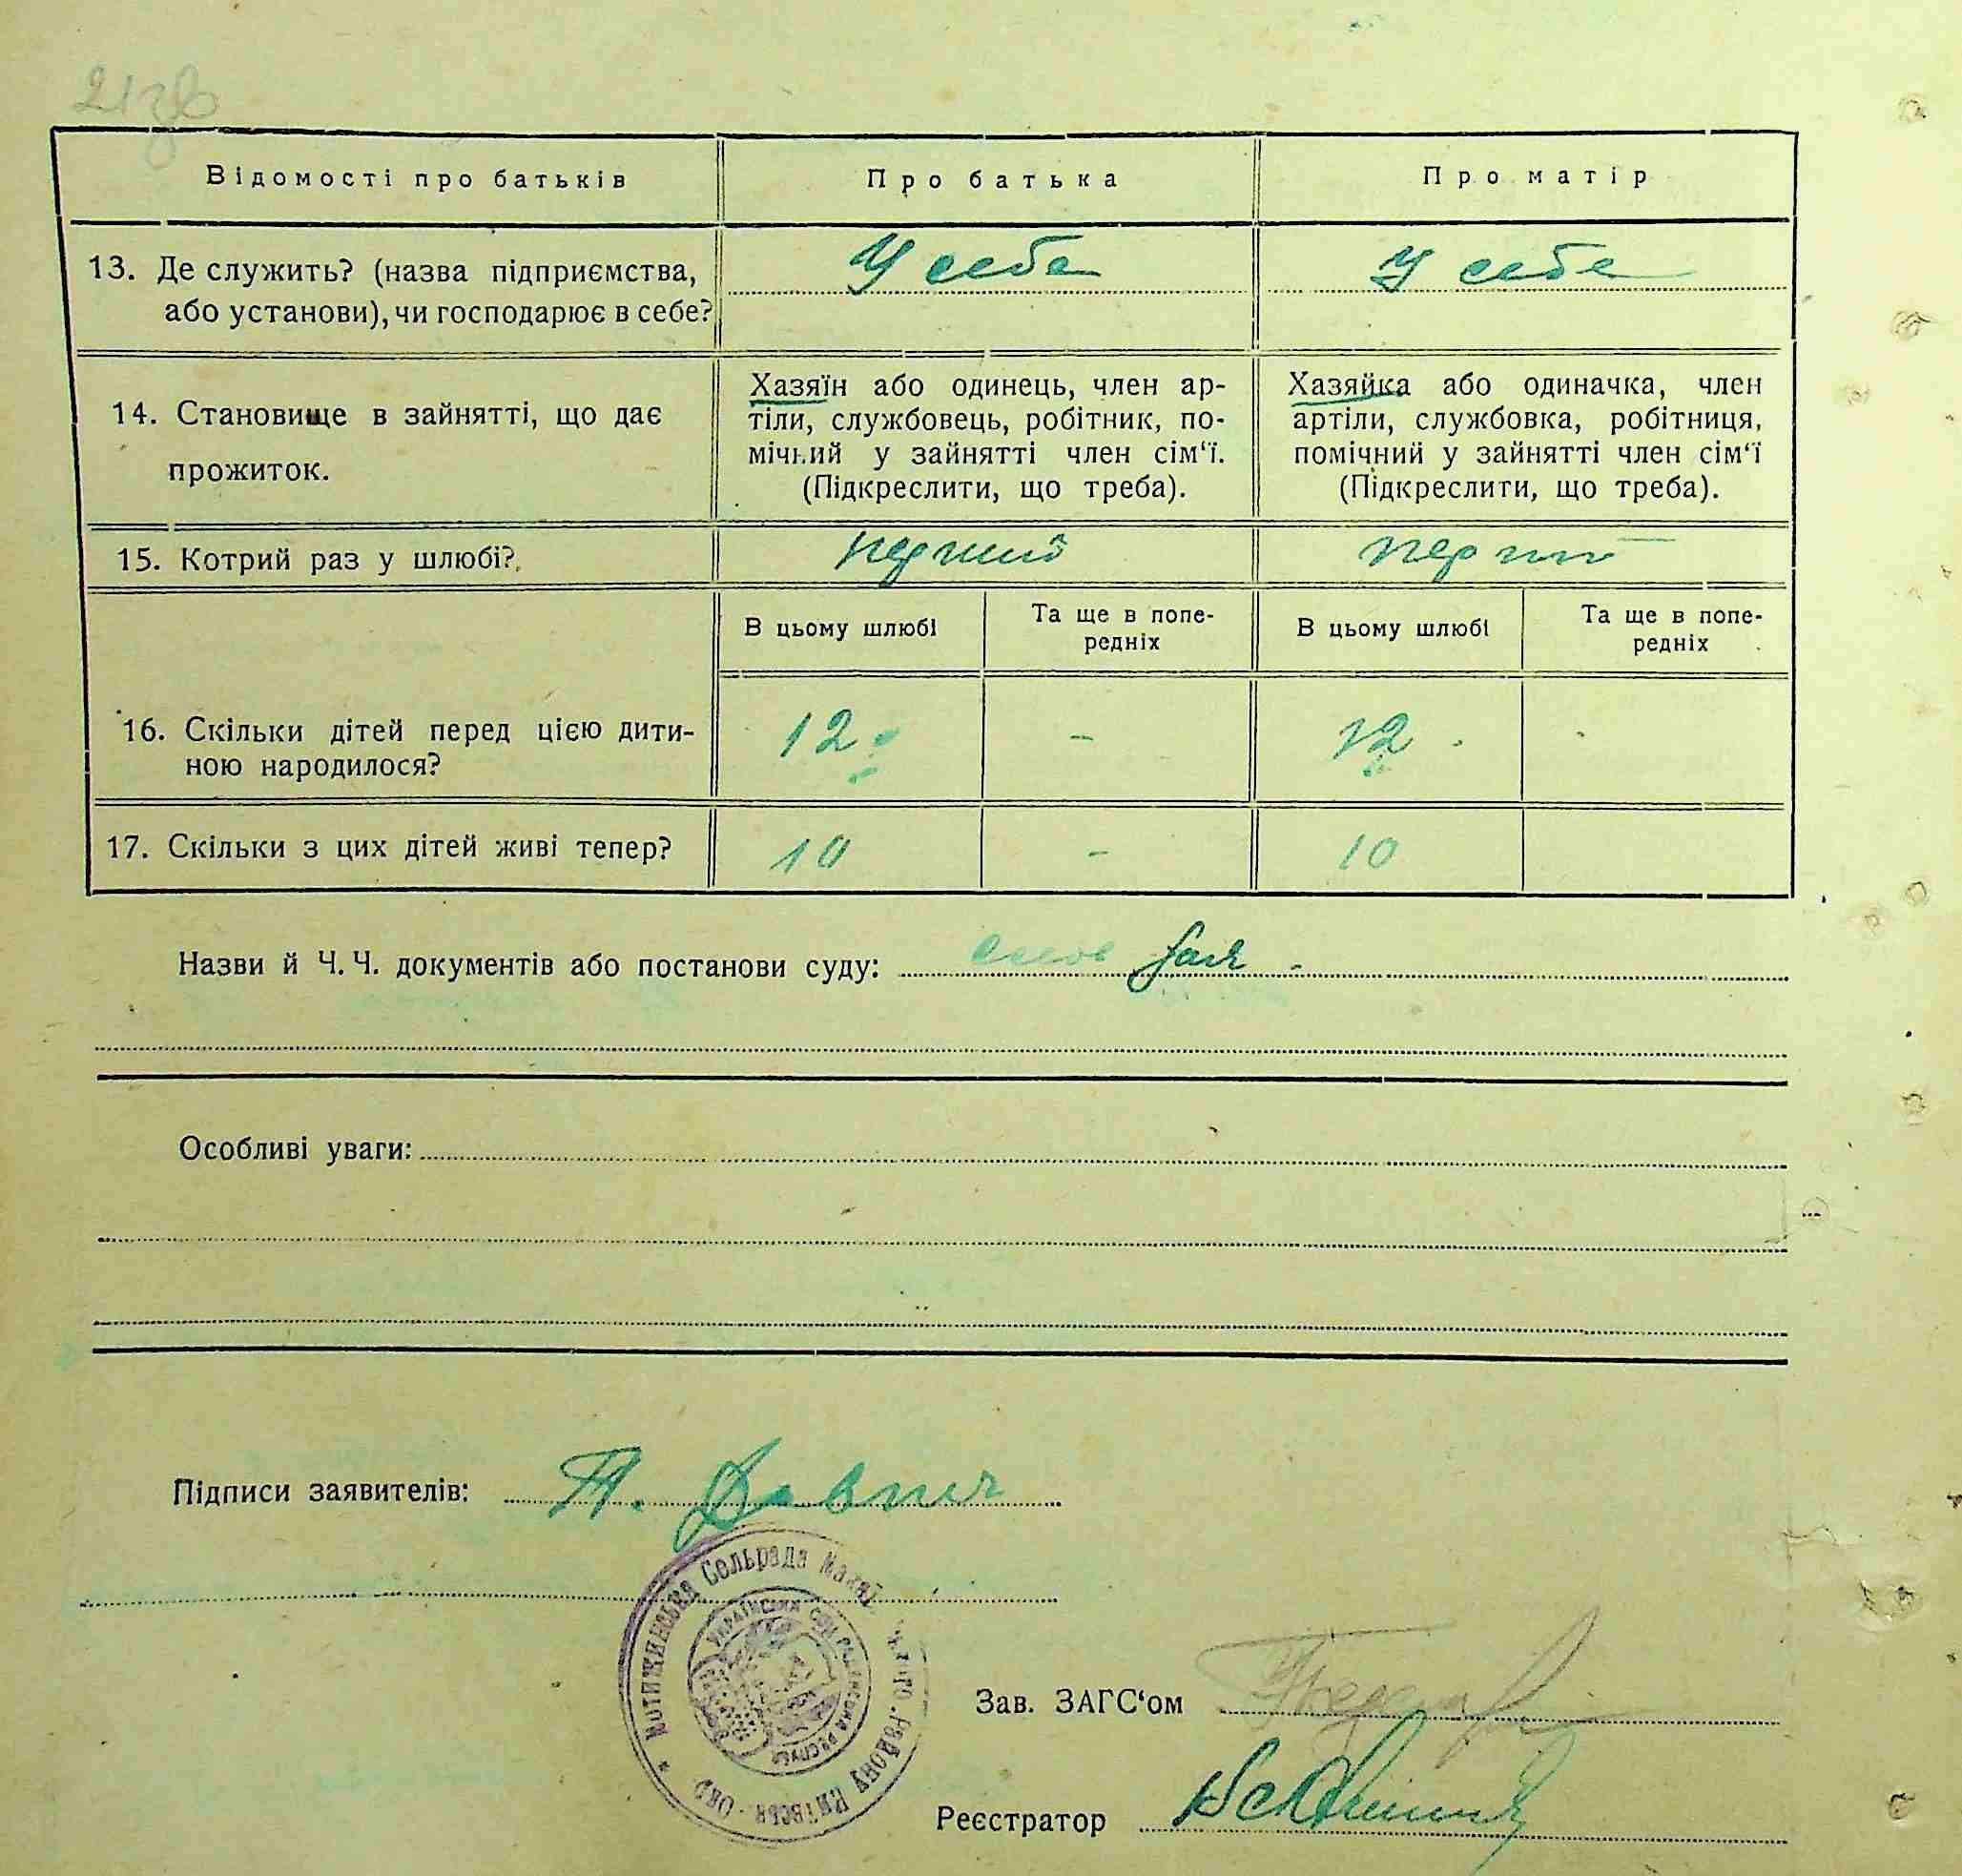 21зв
Відомості про батьків
Про батька
Про матір
13. Де служить? (назва підприємства,
або установи), чи господарює в себе?
У себе
У себе
14. Становище в зайнятті, що дає
прожиток.
Хазяїн або одинець, член ар-
тіли, службовець, робітник, по-
мічний у зайнятті член сім‘ї.
(Підкреслити, що треба).
Хазяйка або одиначка, член
артіли, службовка, робітниця,
помічний у зайнятті член сім‘ї
(Підкреслити, що треба).
15. Котрий раз у шлюбі?
перший
В цьому шлюбі
Та ще в попе-
редніх
В цьому шлюбі
Та ще в попе-
редніх
16. Скільки дітей перед цією дити-
ною народилося?
12
-
12
17. Скільки з цих дітей живі тепер?
10
-
10
Назви й Ч. Ч. документів або постанови суду:
Особливі уваги:
Підписи заявителів:
Сельрада
району Київськ. окр.
Зав. ЗАГС‘ом
Реєстратор